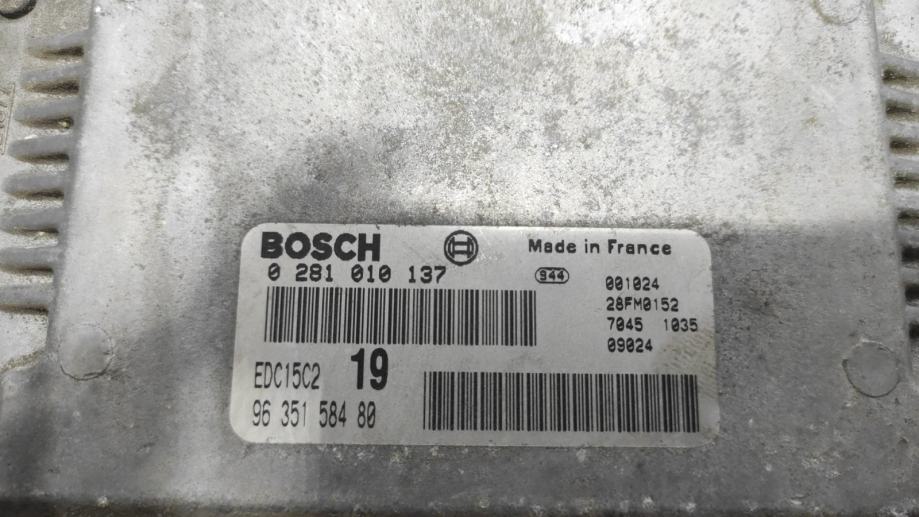 BOSCH Made in France
0 281 010 137 944 001024
28FM0152
7045 1035
09024
EDC15C2 19
96 351 584 80